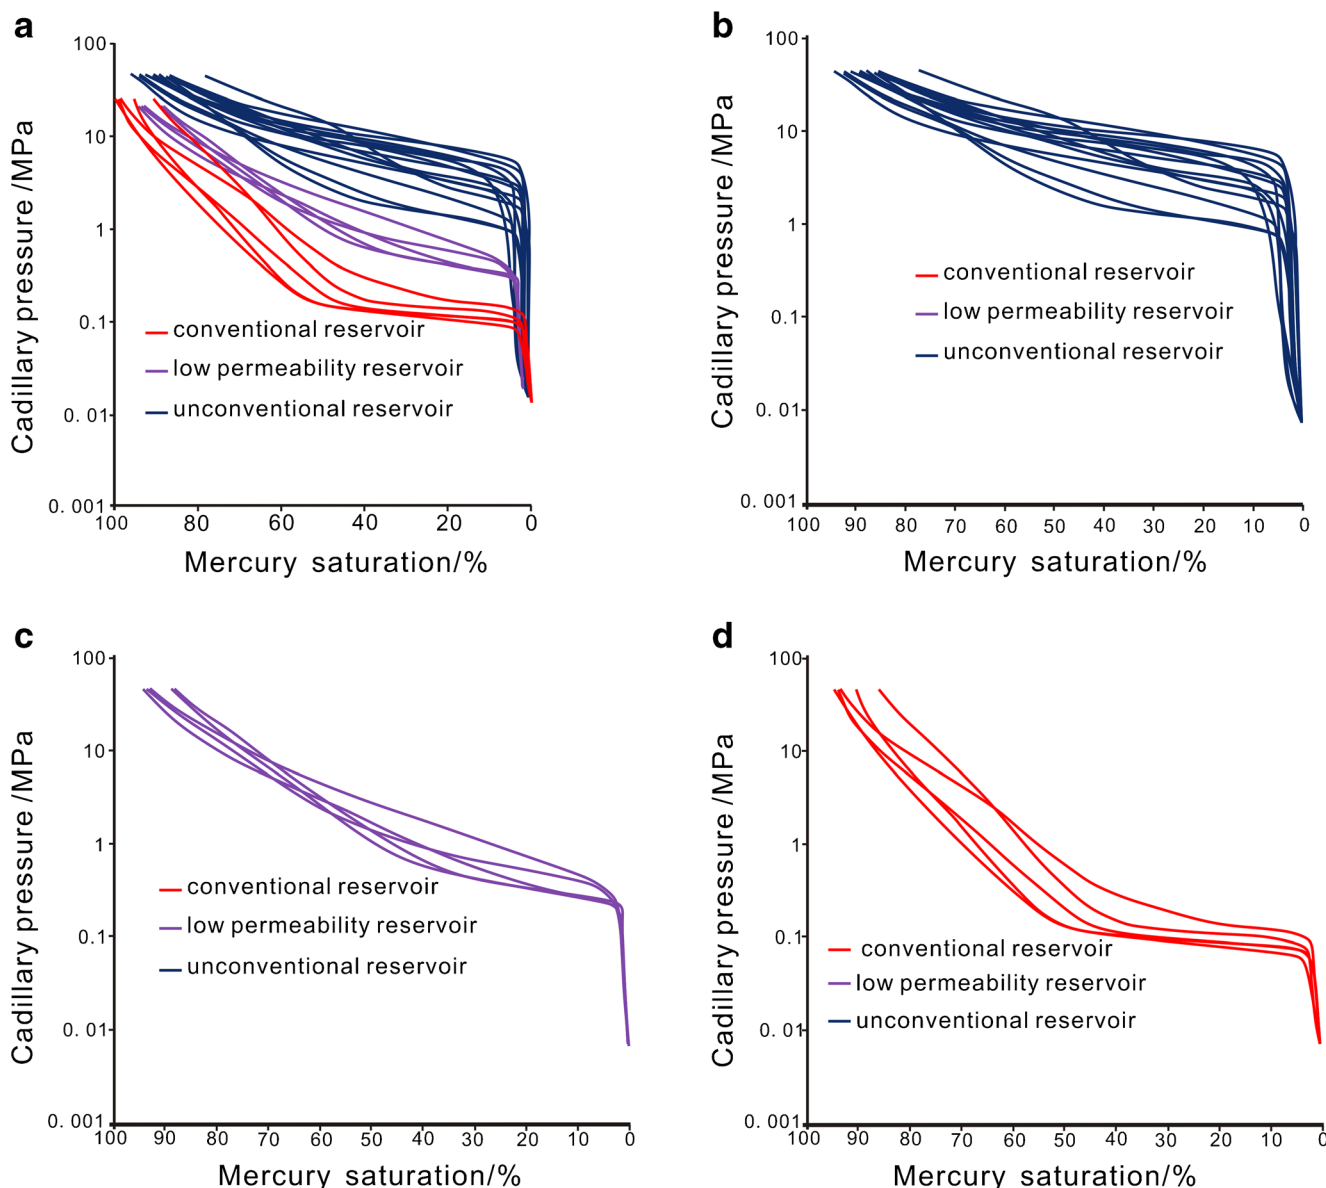 a
100
10
1
0.1
0. 01
0. 001
100 80 60 40 20 0
Cadillary pressure /MPa
Mercury saturation/%
conventional reservoir
low permeability reservoir
unconventional reservoir
b
100
10
1
0.1
0. 01
0. 001
100 90 80 70 60 50 40 30 20 10 0
Cadillary pressure /MPa
Mercury saturation/%
conventional reservoir
low permeability reservoir
unconventional reservoir
c
100
10
1
0.1
0. 01
0. 001
100 90 80 70 60 50 40 30 20 10 0
Cadillary pressure /MPa
Mercury saturation/%
conventional reservoir
low permeability reservoir
unconventional reservoir
d
100
10
1
0.1
0. 01
0. 001
100 90 80 70 60 50 40 30 20 10 0
Cadillary pressure /MPa
Mercury saturation/%
conventional reservoir
low permeability reservoir
unconventional reservoir